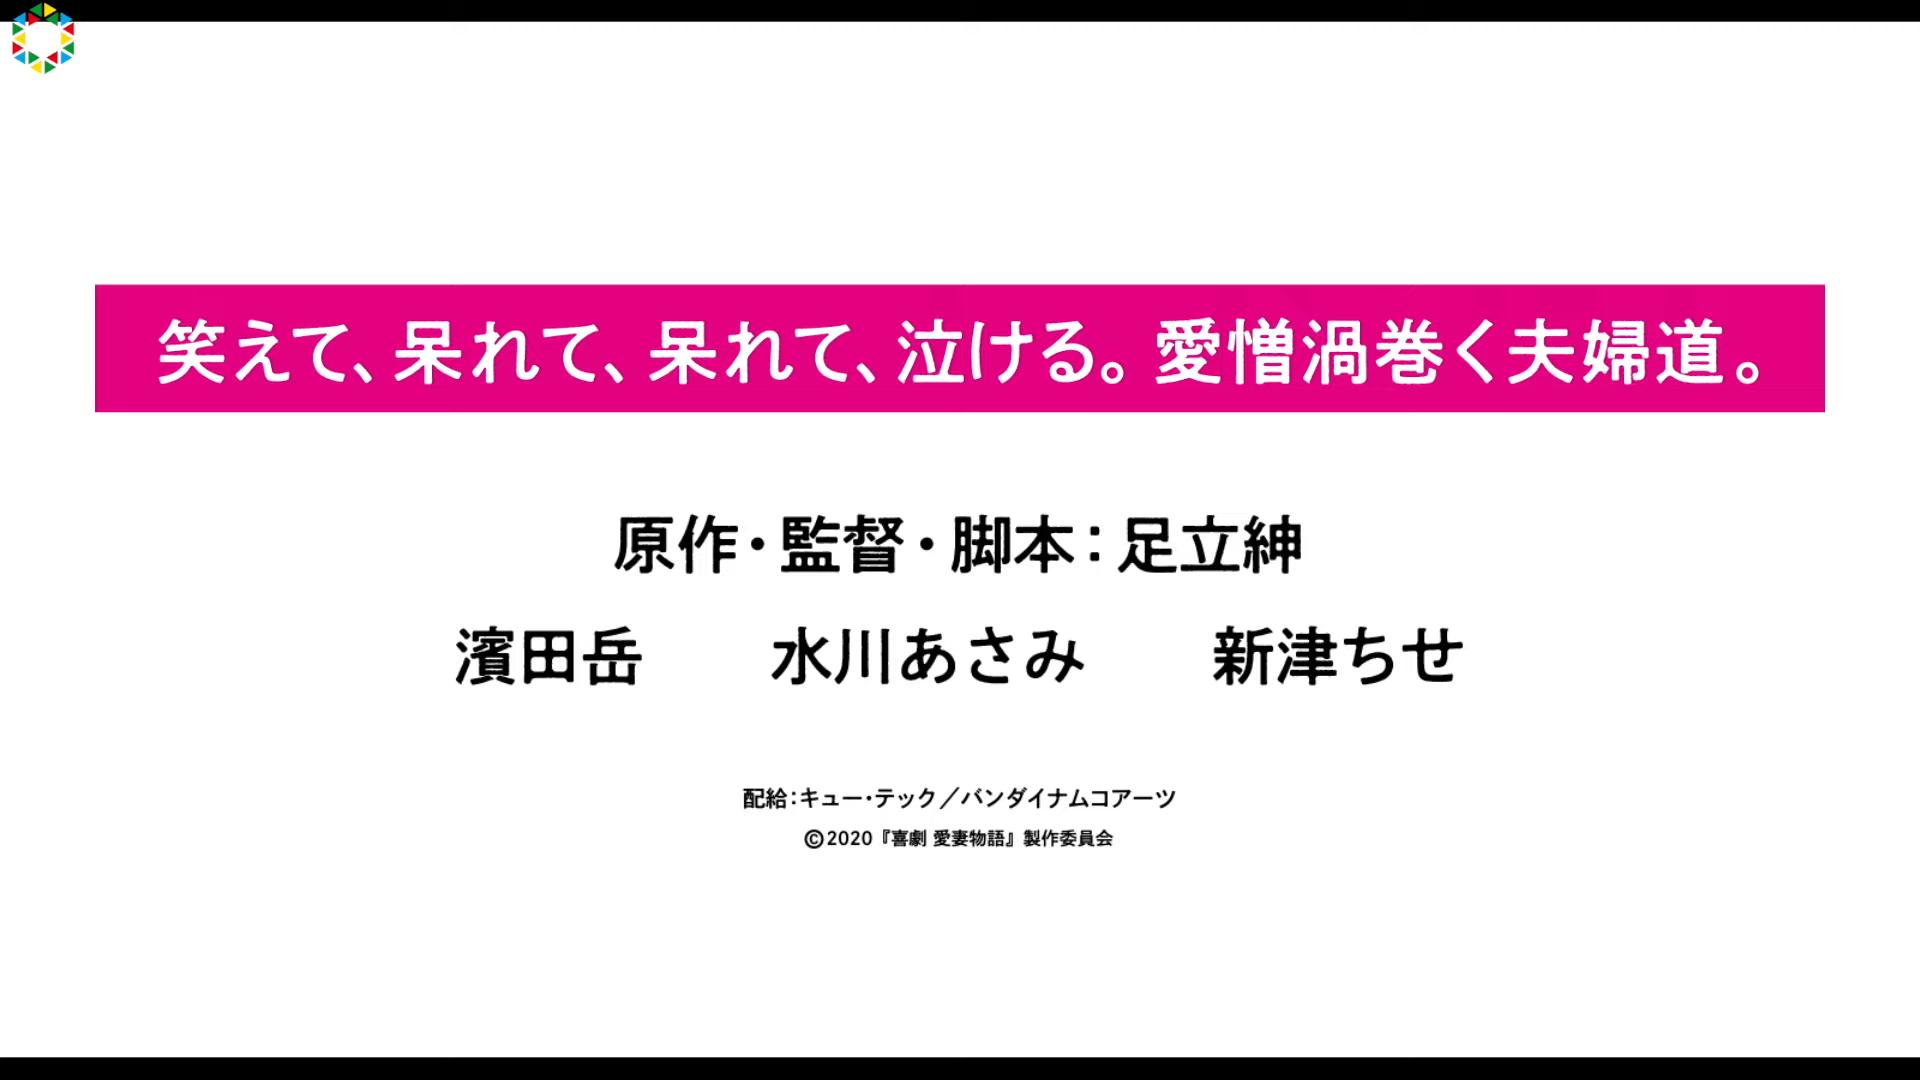 笑えて、呆れて、呆れて、泣ける。愛憎渦巻く夫婦道。
原作・監督・脚本：足立紳
濱田岳　水川あさみ　新津ちせ
配給：キュー・テック／バンダイナムコアーツ
©2020『喜劇 愛妻物語』製作委員会